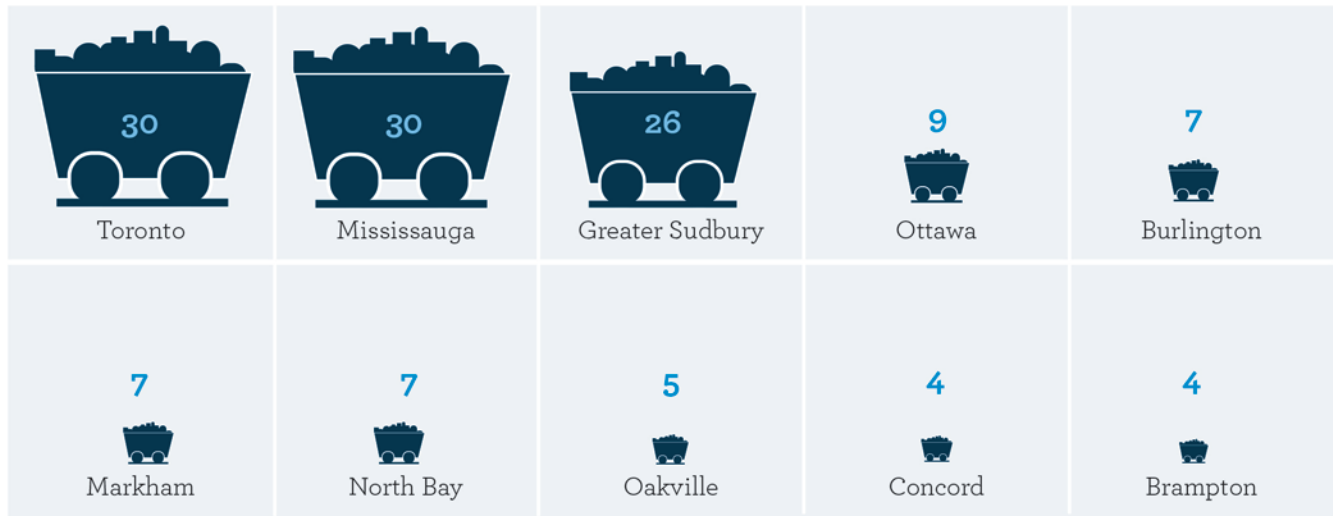 30
Toronto
30
Mississauga
26
Greater Sudbury
9
Ottawa
7
Burlington
7
Markham
7
North Bay
5
Oakville
4
Concord
4
Brampton